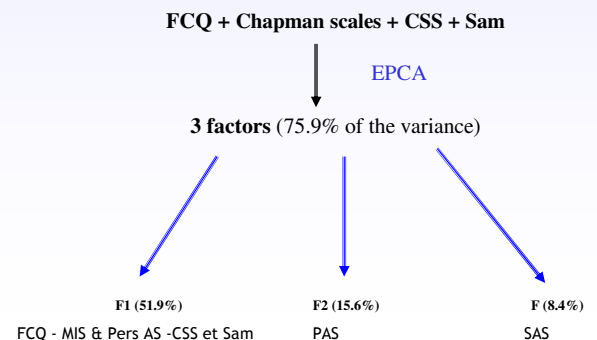 FCQ + Chapman scales + CSS + Sam
EPCA
3 factors (75.9% of the variance)
F1 (51.9%) F2 (15.6%) F (8.4%)
FCQ - MIS & Pers AS -CSS et Sam PAS SAS